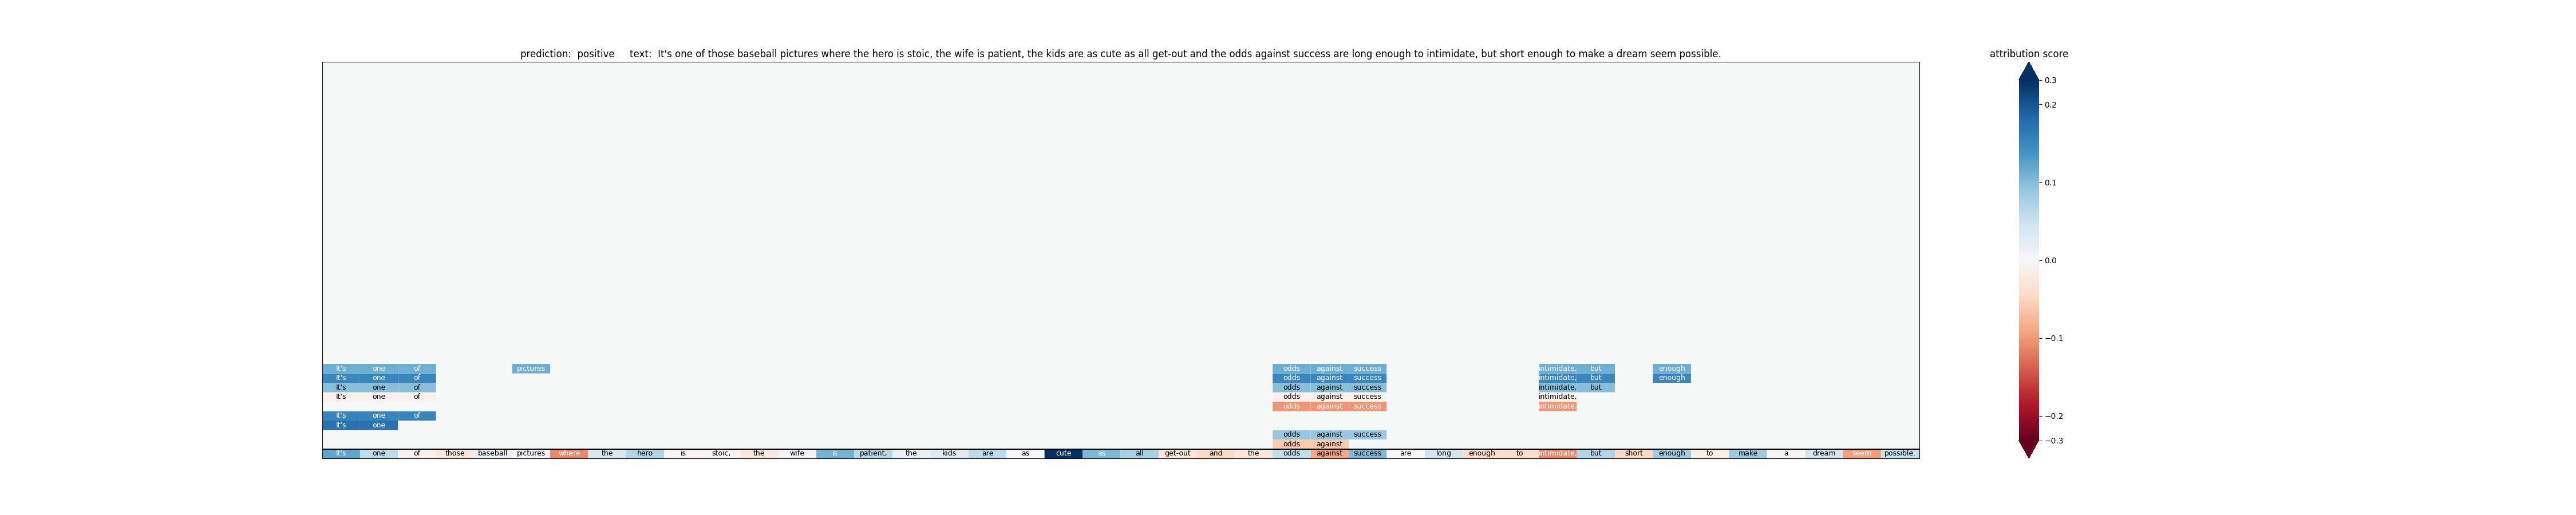 prediction:  positive    text:  It's one of those baseball pictures where the hero is stoic, the wife is patient, the kids are as cute as all get-out and the odds against success are long enough to intimidate, but short enough to make a dream seem possible.
attribution score
0.3
0.2
0.1
0.0
−0.1
−0.2
−0.3
It's one of pictures odds against success intimidate, but enough
It's one of odds against success intimidate, but enough
It's one of odds against success intimidate, but
It's one of odds against success intimidate,
odds against success intimidate,
It's one of
It's one
odds against success
odds against
It's one of those baseball pictures where the hero is stoic, the wife is patient, the kids are as cute as all get-out and the odds against success are long enough to intimidate, but short enough to make a dream seem possible.